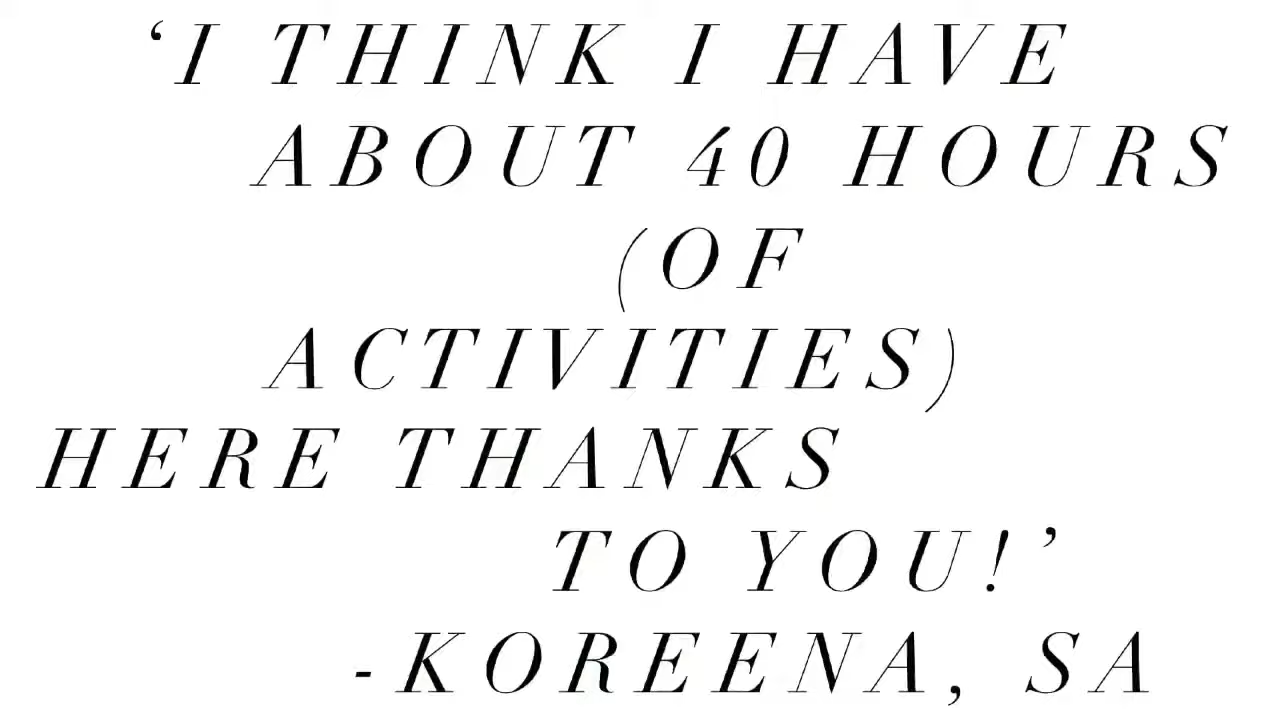 ‘I THINK I HAVE
ABOUT 40 HOURS
(OF
ACTIVITIES)
HERE THANKS
TO YOU!’
-KOREENA, SA